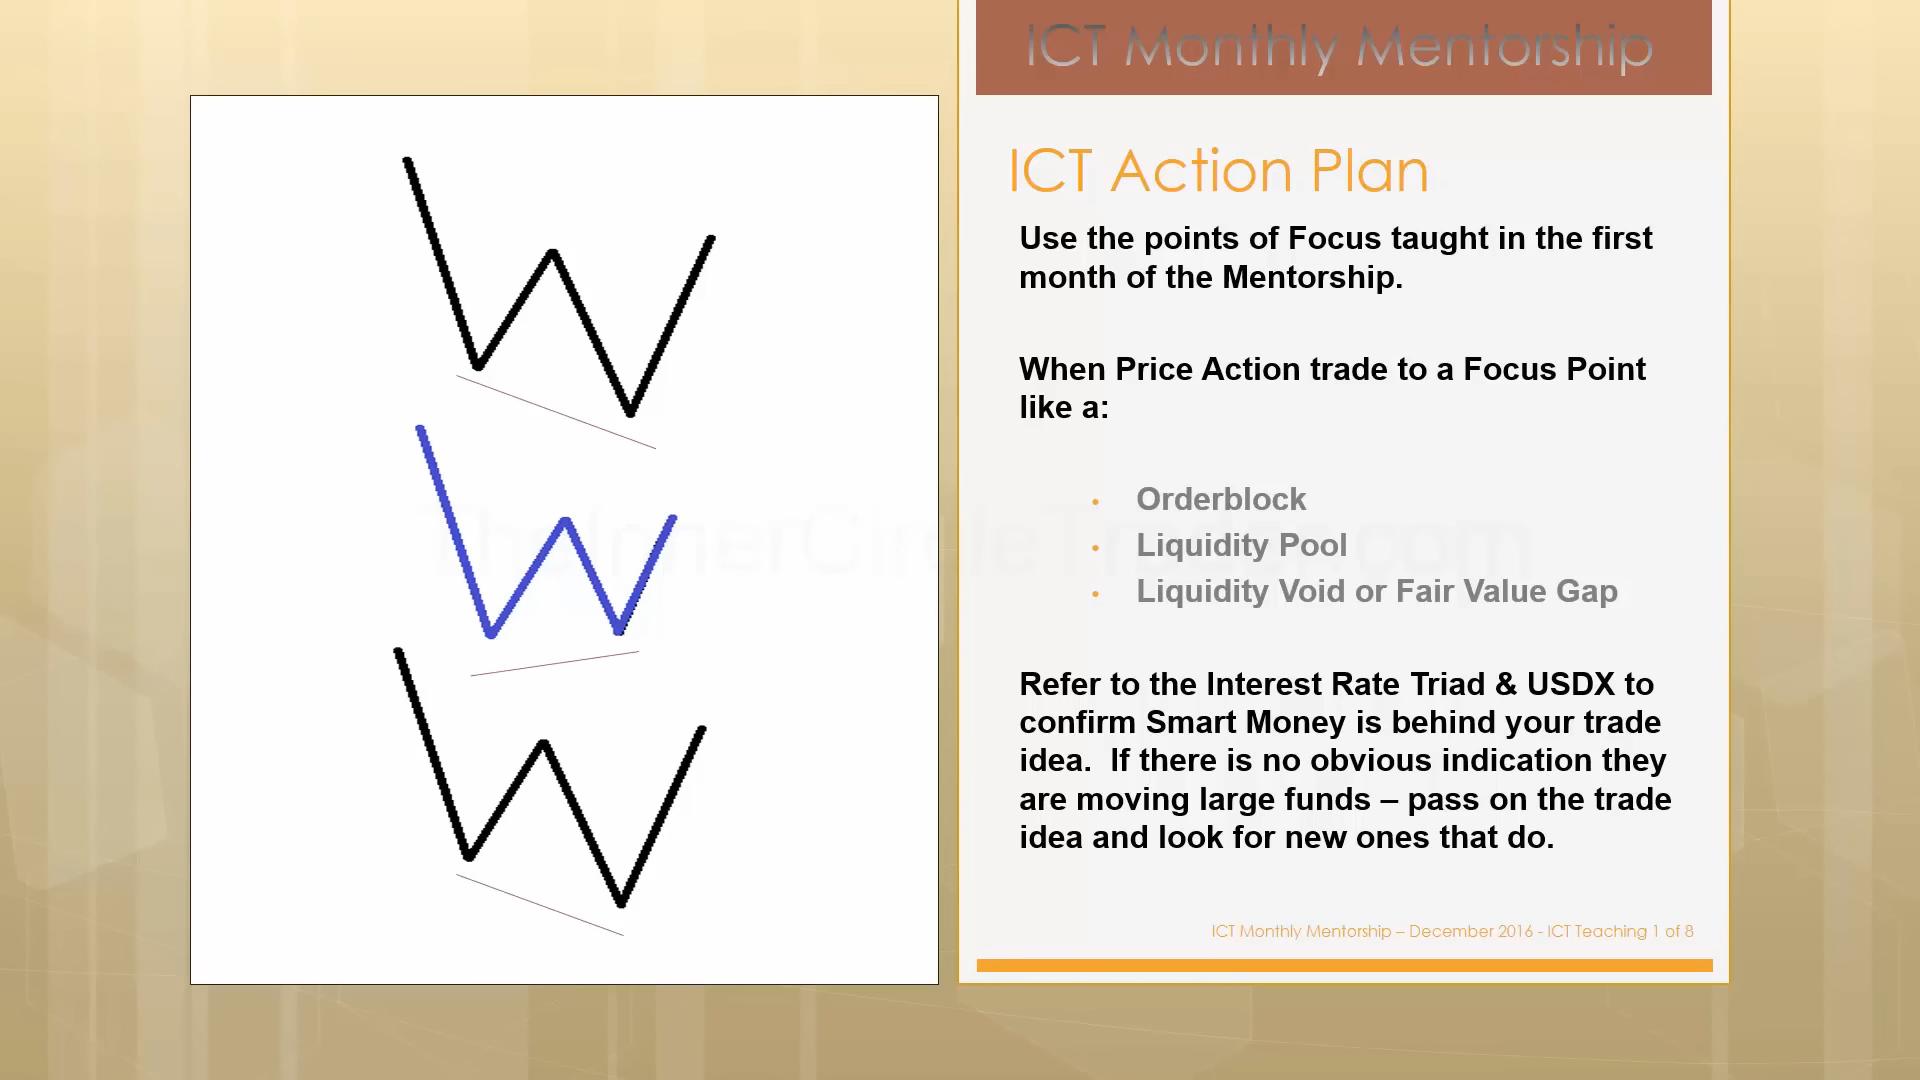 ICT Monthly Mentorship
ICT Action Plan
Use the points of Focus taught in the first
month of the Mentorship.
When Price Action trade to a Focus Point
like a:
• Orderblock
• Liquidity Pool
• Liquidity Void or Fair Value Gap
TheInnerCircleTrader.com
Refer to the Interest Rate Triad & USDX to
confirm Smart Money is behind your trade
idea.  If there is no obvious indication they
are moving large funds – pass on the trade
idea and look for new ones that do.
ICT Monthly Mentorship – December 2016 - ICT Teaching 1 of 8